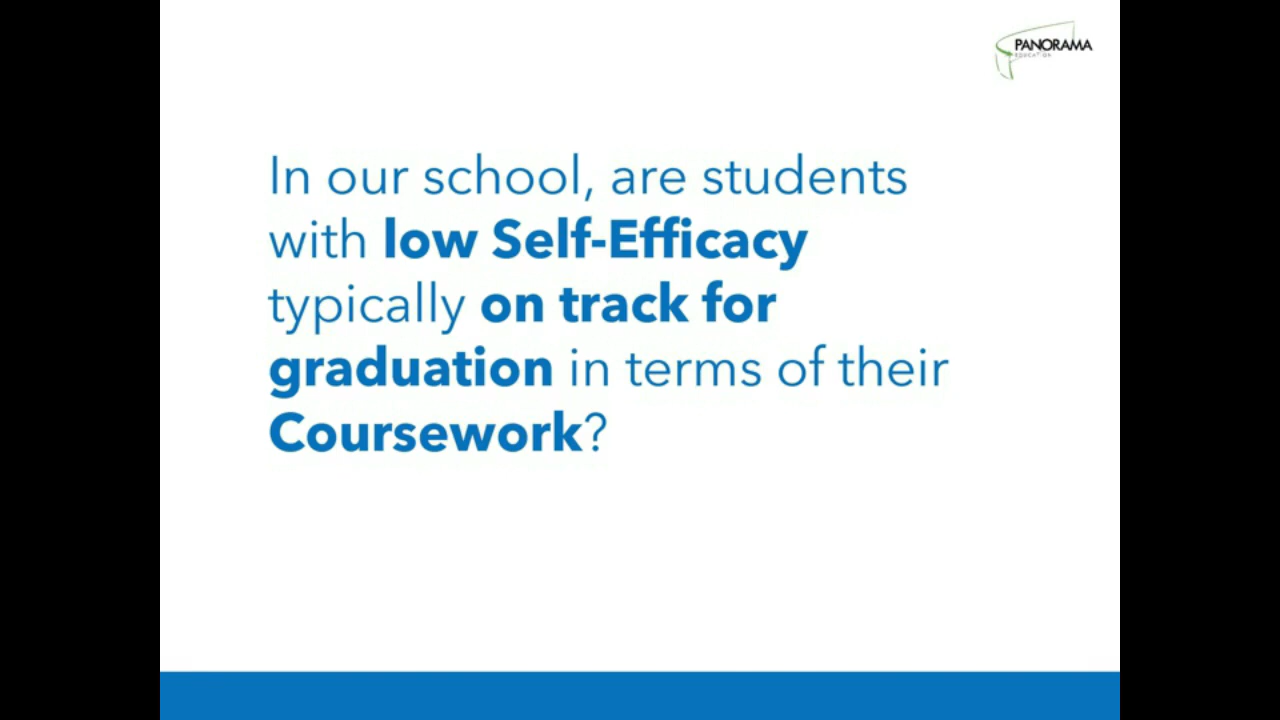 PANORAMA
EDUCATION
In our school, are students
with low Self-Efficacy
typically on track for
graduation in terms of their
Coursework?